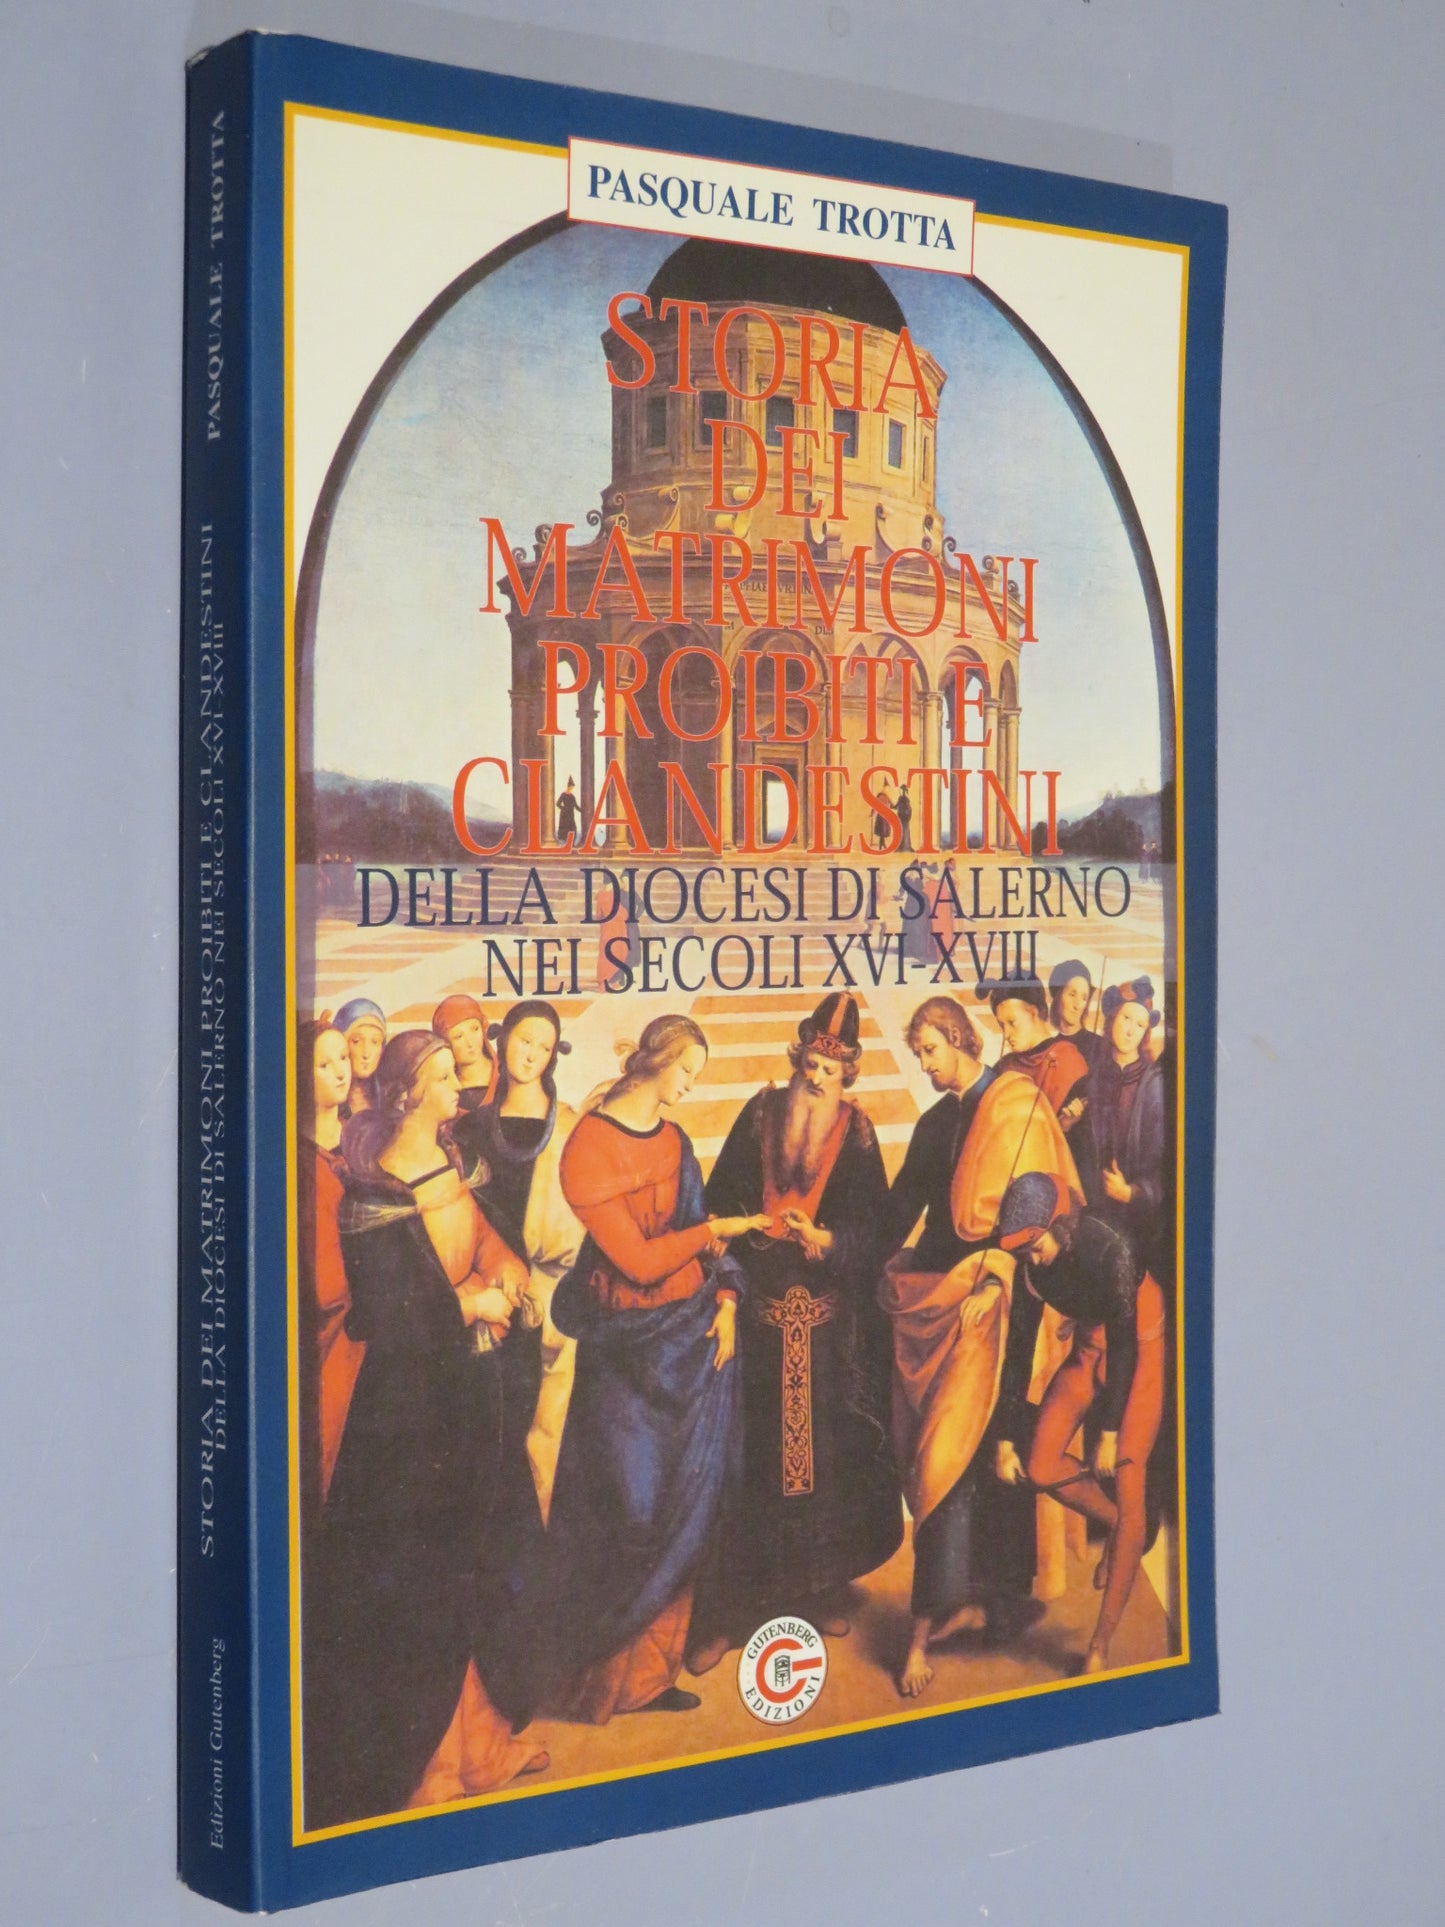 PASQUALE TROTTA
STORIA
DEI
MATRIMONI
PROIBITI E
CLANDESTINI
DELLA DIOCESI DI SALERNO
NEI SECOLI XVI-XVIII
GUTENBERG
EDIZIONI
PASQUALE TROTTA
STORIA DEI MATRIMONI PROIBITI E CLANDESTINI
DELLA DIOCESI DI SALERNO NEI SECOLI XVI-XVIII
Edizioni Gutenberg